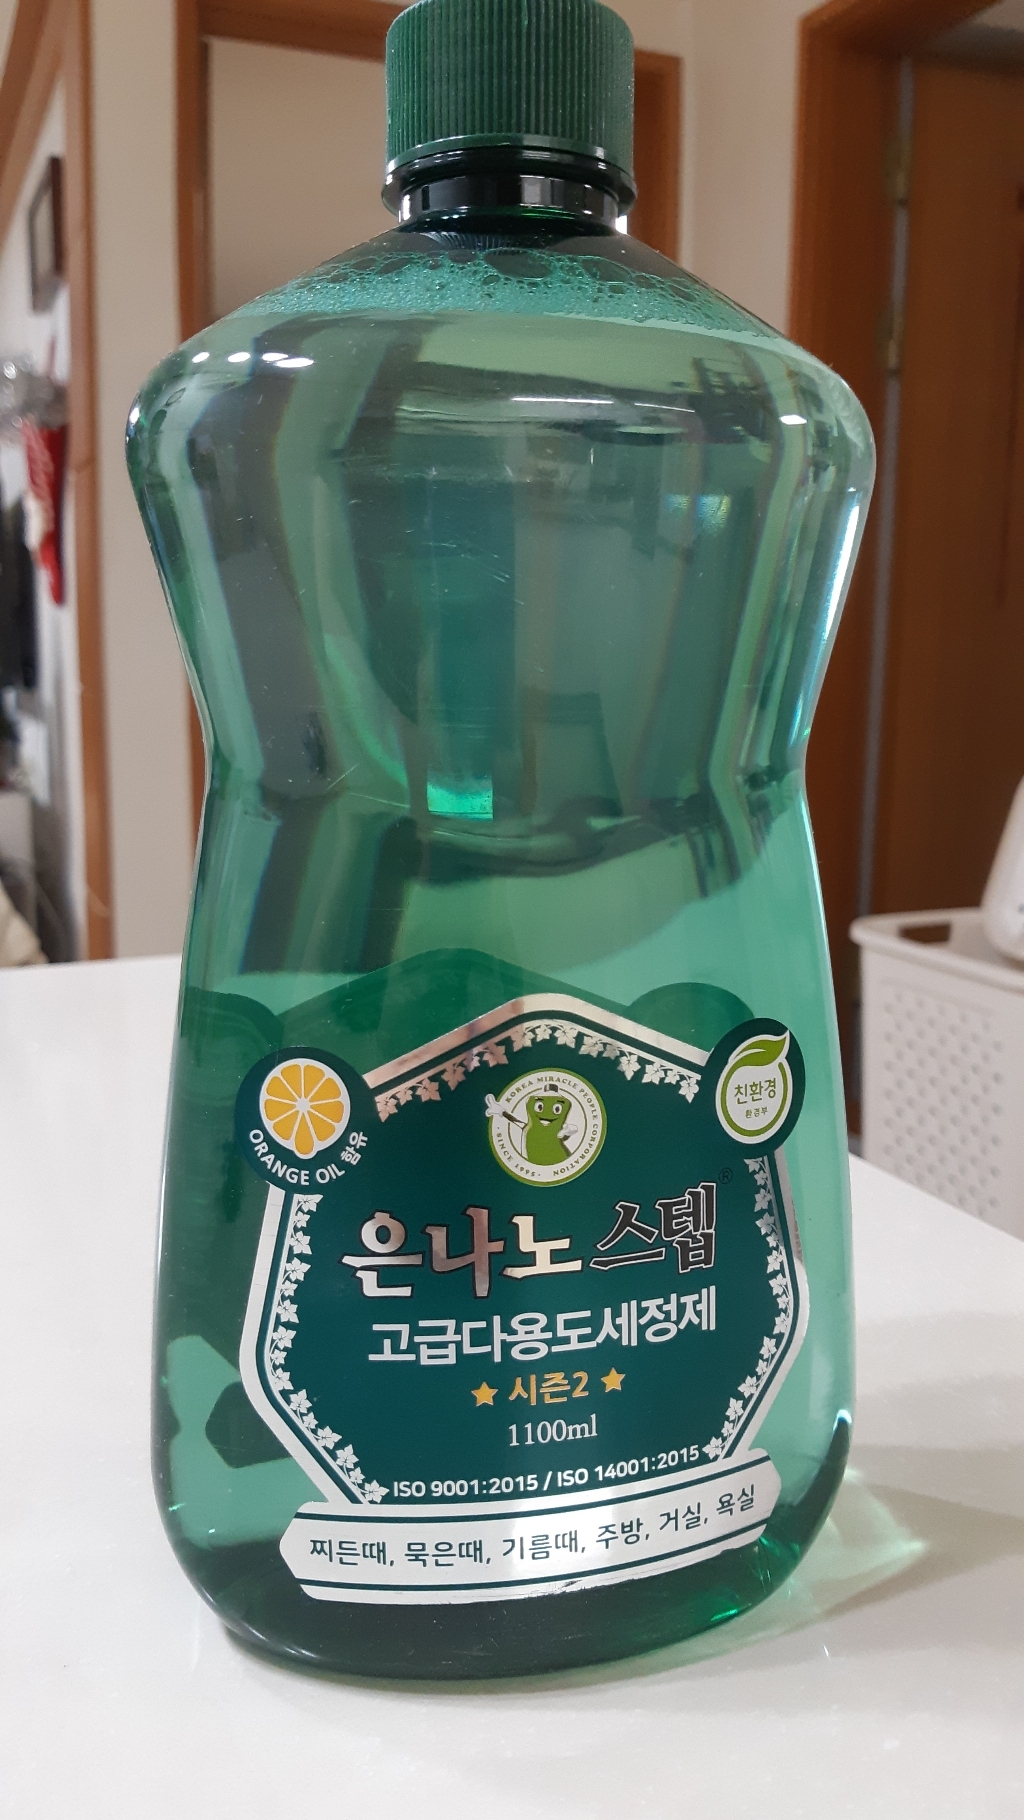 KOREA MIRACLE PEOPLE CORPORATION
· SINCE 1995 ·
친환경
환경부
ORANGE OIL 함유
은나노스텝®
고급다용도세정제
★ 시즌2 ★
1100ml
ISO 9001:2015 / ISO 14001:2015
찌든때, 묵은때, 기름때, 주방, 거실, 욕실